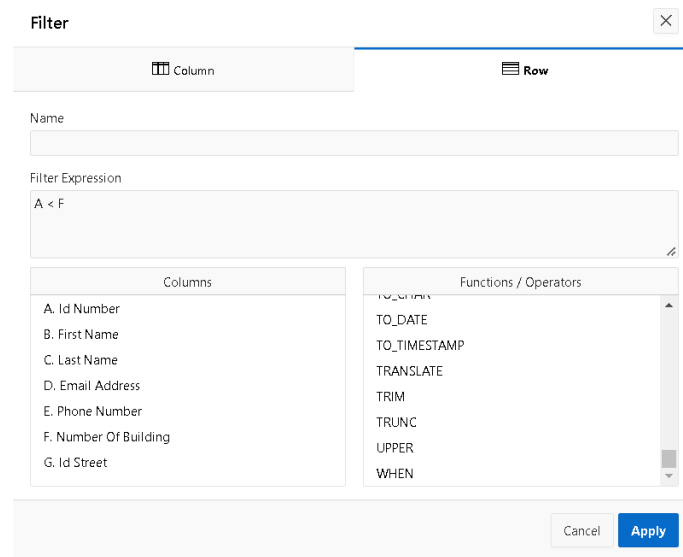 Filter
Column
Row
Name
Filter Expression
A < F
Columns
Functions / Operators
A. Id Number
B. First Name
C. Last Name
D. Email Address
E. Phone Number
F. Number Of Building
G. Id Street
TO_CHAR
TO_DATE
TO_TIMESTAMP
TRANSLATE
TRIM
TRUNC
UPPER
WHEN
Cancel
Apply